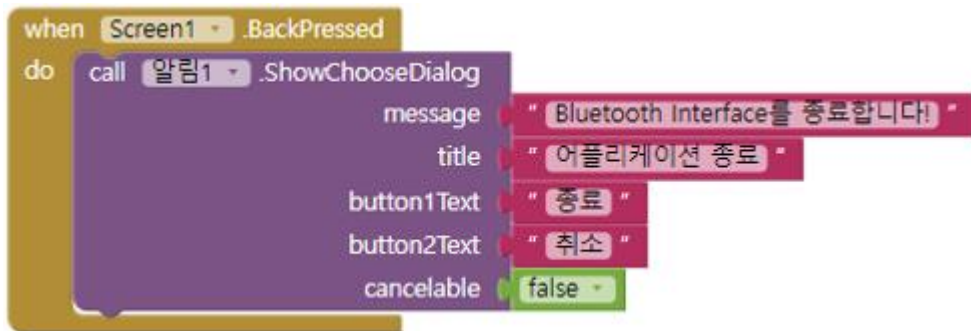 when Screen1 .BackPressed
do call 알림1 .ShowChooseDialog
message " Bluetooth Interface를 종료합니다! "
title " 어플리케이션 종료 "
button1Text " 종료 "
button2Text " 취소 "
cancelable false